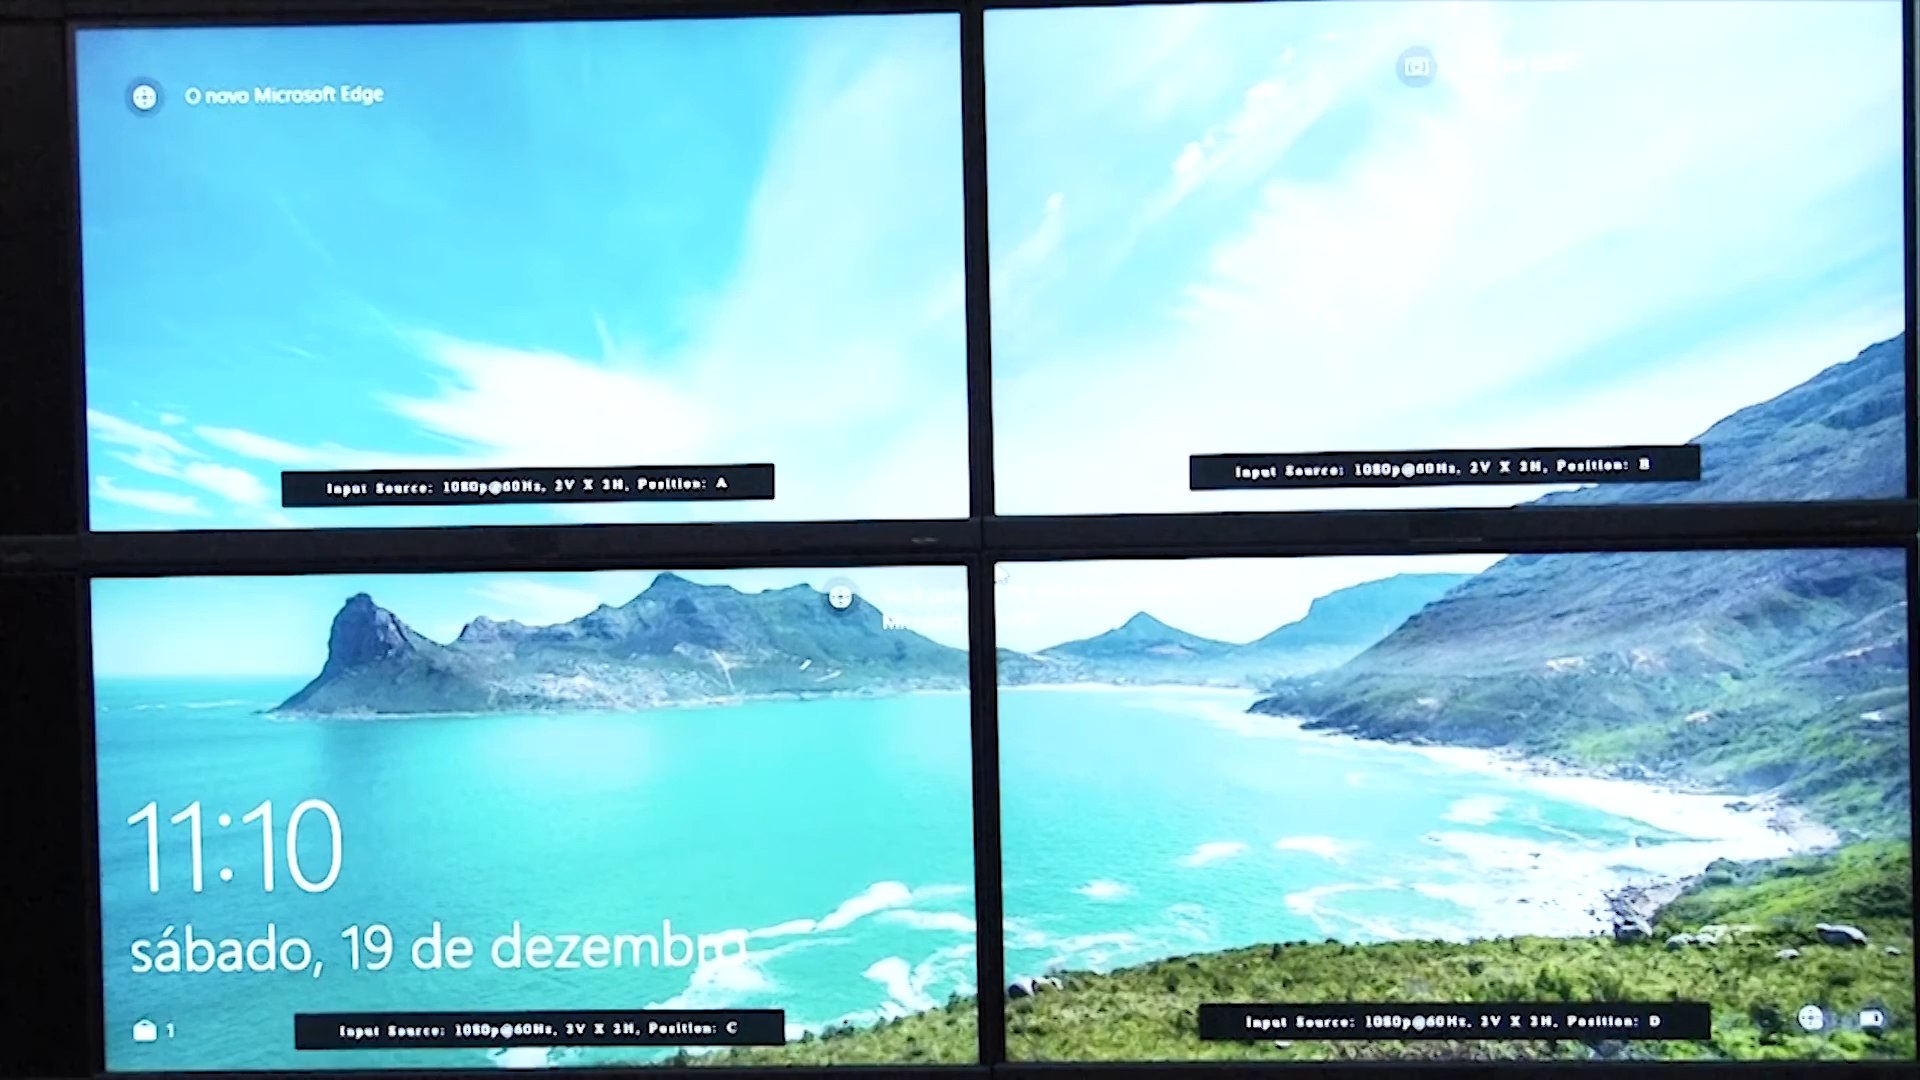 O novo Microsoft Edge
Input Source: 1080p@60Hz, 2V X 2H, Position: A
Input Source: 1080p@60Hz, 2V X 2H, Position: B
11:10
sábado, 19 de dezembro
1
Input Source: 1080p@60Hz, 2V X 2H, Position: C
Input Source: 1080p@60Hz, 2V X 2H, Position: D